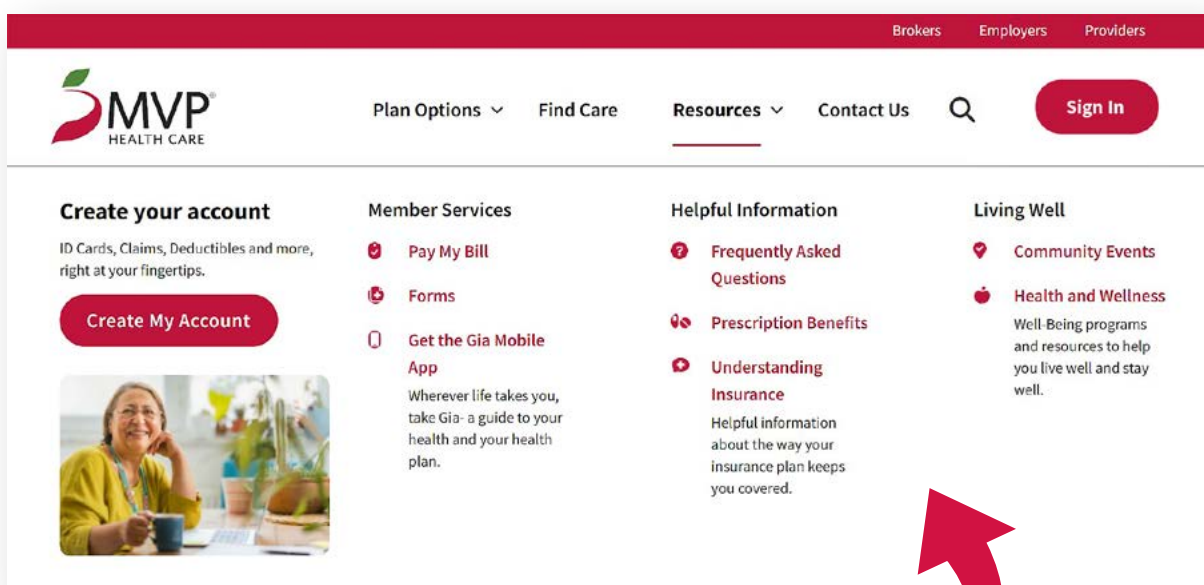 Brokers Employers Providers
MVP®
HEALTH CARE
Plan Options Find Care Resources Contact Us Sign In
Create your account
ID Cards, Claims, Deductibles and more,
right at your fingertips.
Create My Account
Member Services
Pay My Bill
Forms
Get the Gia Mobile
App
Wherever life takes you,
take Gia- a guide to your
health and your health
plan.
Helpful Information
Frequently Asked
Questions
Prescription Benefits
Understanding
Insurance
Helpful information
about the way your
insurance plan keeps
you covered.
Living Well
Community Events
Health and Wellness
Well-Being programs
and resources to help
you live well and stay
well.